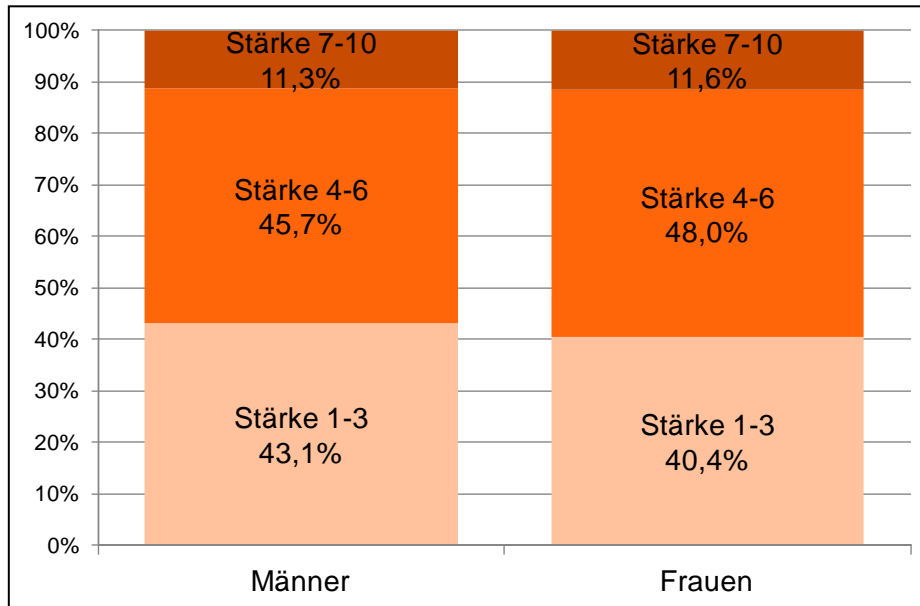 100%
90%
80%
70%
60%
50%
40%
30%
20%
10%
0%
Stärke 7-10
11,3%
Stärke 4-6
45,7%
Stärke 1-3
43,1%
Stärke 7-10
11,6%
Stärke 4-6
48,0%
Stärke 1-3
40,4%
Männer
Frauen